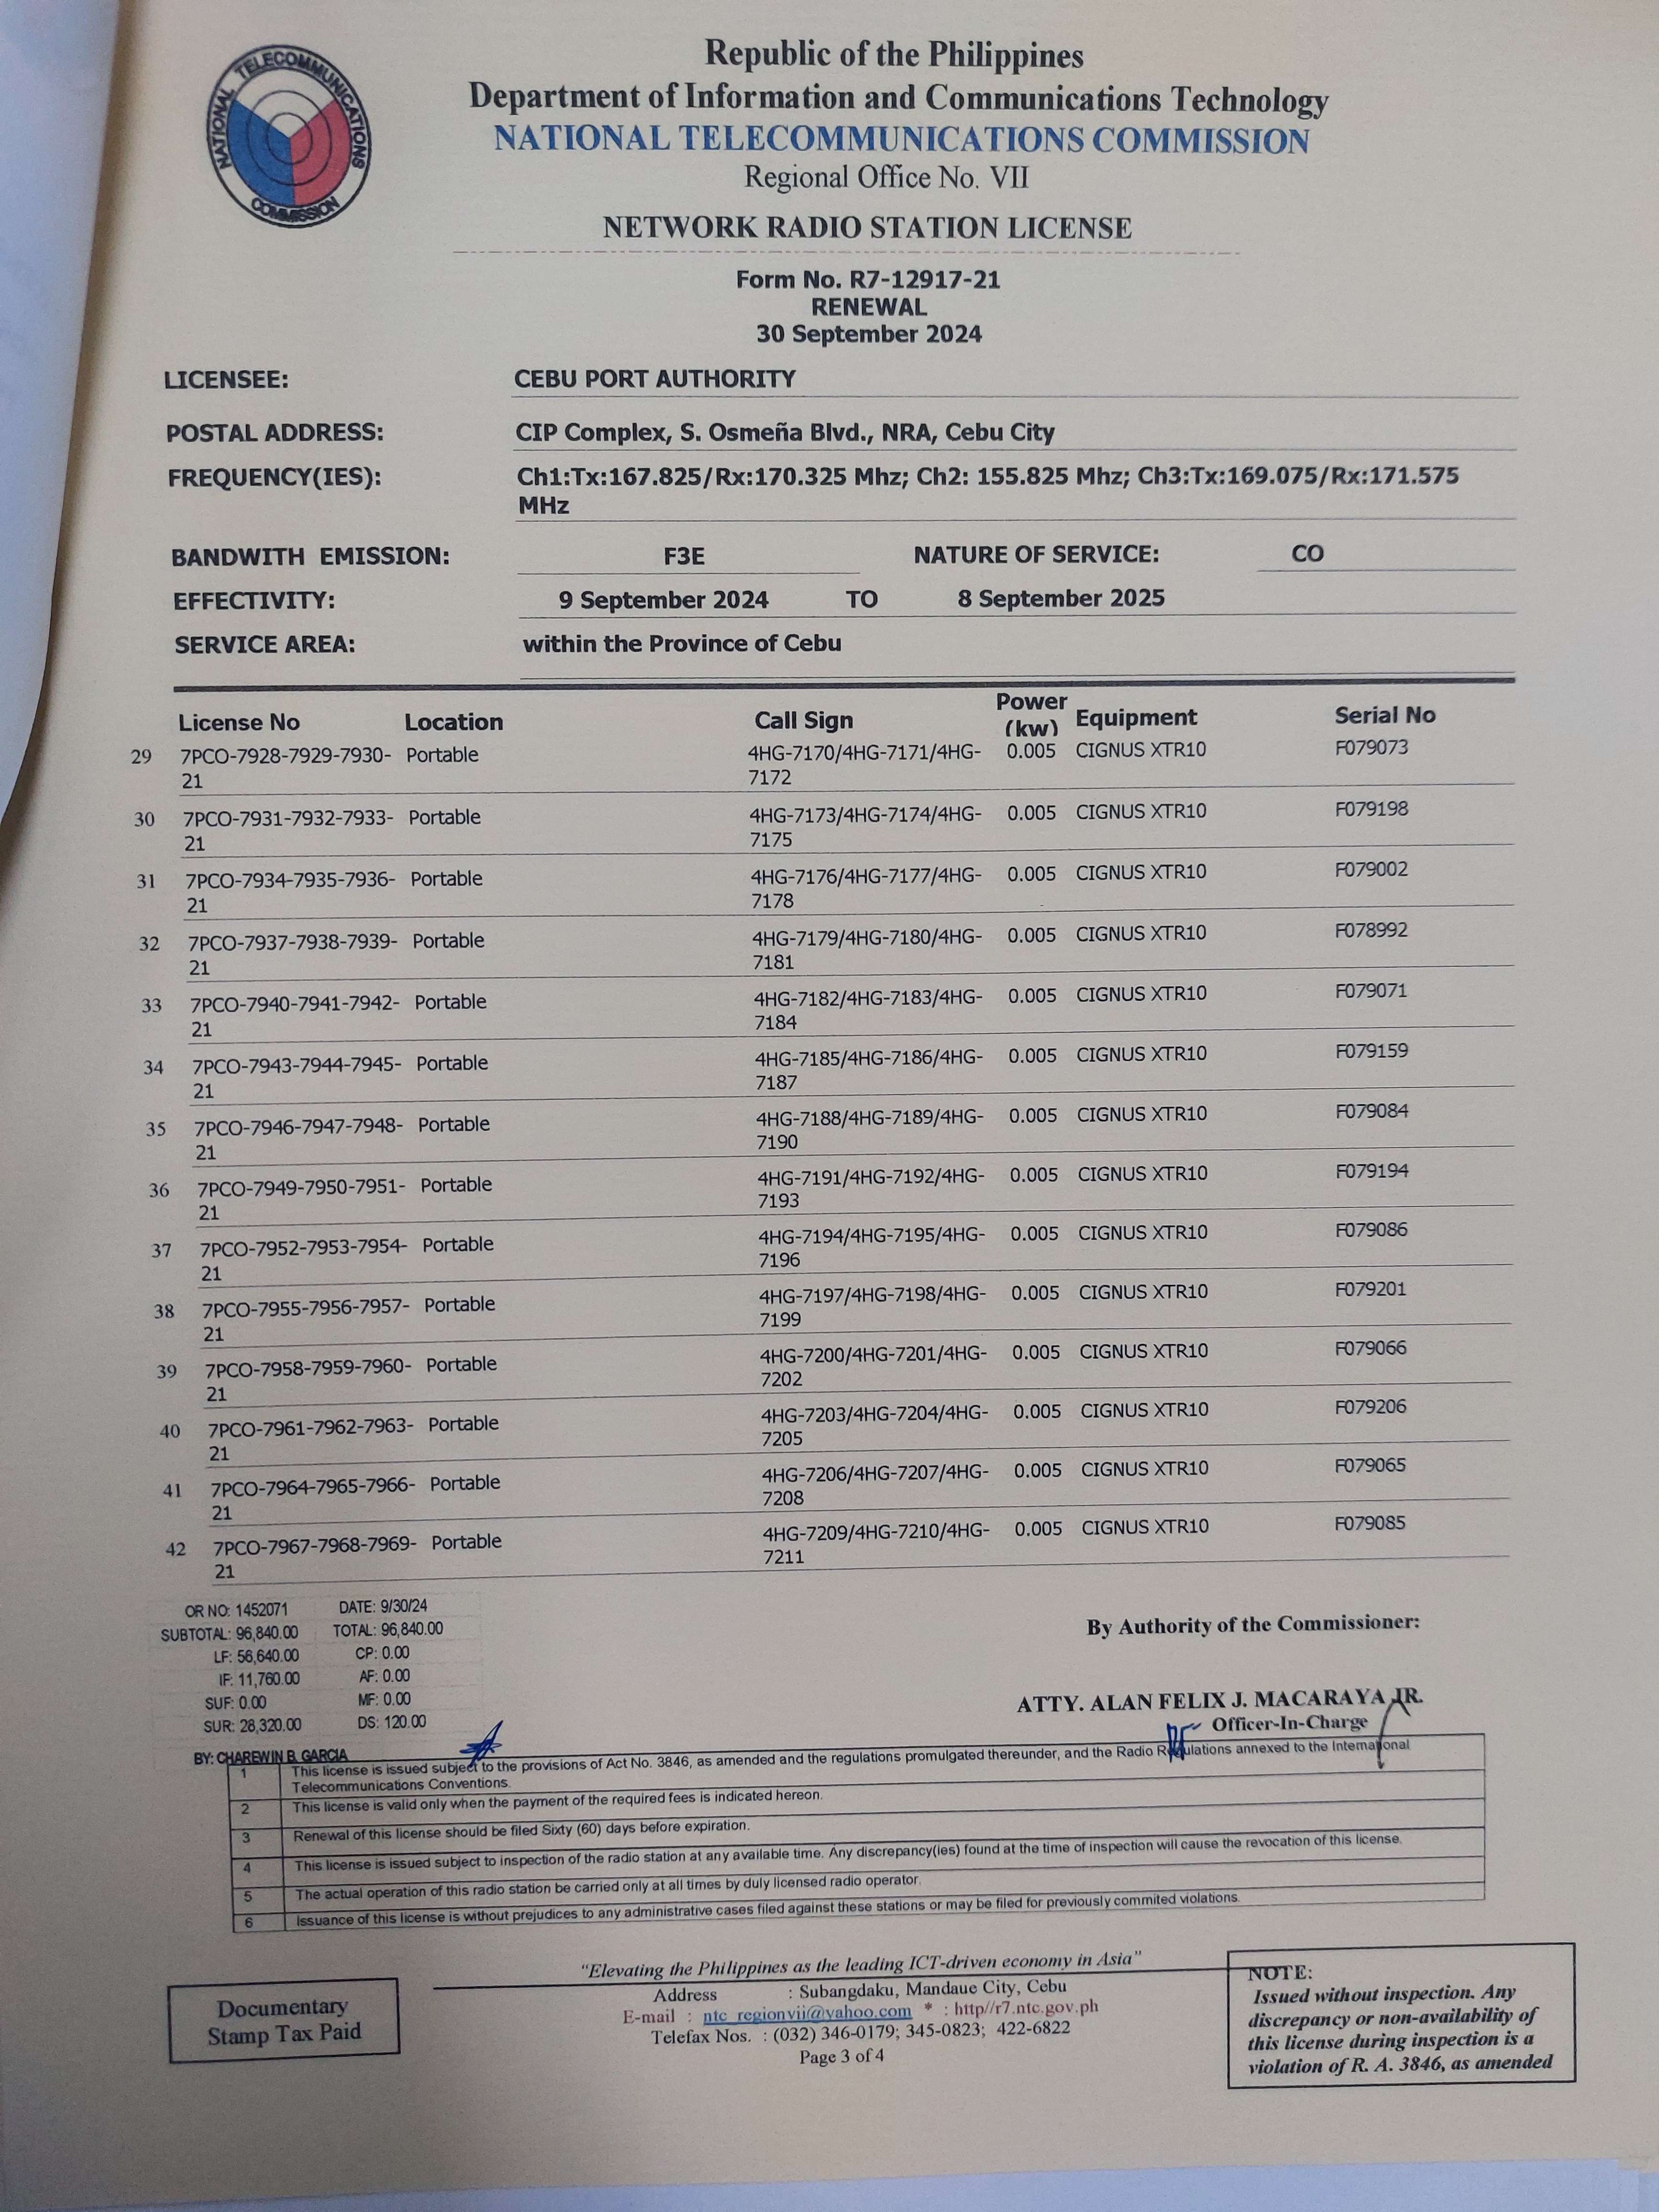 NATIONAL TELECOMMUNICATIONS COMMISSION
Republic of the Philippines
Department of Information and Communications Technology
NATIONAL TELECOMMUNICATIONS COMMISSION
Regional Office No. VII
NETWORK RADIO STATION LICENSE
Form No. R7-12917-21
RENEWAL
30 September 2024
LICENSEE: CEBU PORT AUTHORITY
POSTAL ADDRESS: CIP Complex, S. Osmeña Blvd., NRA, Cebu City
FREQUENCY(IES): Ch1:Tx:167.825/Rx:170.325 Mhz; Ch2: 155.825 Mhz; Ch3:Tx:169.075/Rx:171.575
MHz
BANDWITH EMISSION: F3E NATURE OF SERVICE: CO
EFFECTIVITY: 9 September 2024 TO 8 September 2025
SERVICE AREA: within the Province of Cebu
License No Location Call Sign Power (kw) Equipment Serial No
29 7PCO-7928-7929-7930- Portable 4HG-7170/4HG-7171/4HG- 0.005 CIGNUS XTR10 F079073
21 7172
30 7PCO-7931-7932-7933- Portable 4HG-7173/4HG-7174/4HG- 0.005 CIGNUS XTR10 F079198
21 7175
31 7PCO-7934-7935-7936- Portable 4HG-7176/4HG-7177/4HG- 0.005 CIGNUS XTR10 F079002
21 7178
32 7PCO-7937-7938-7939- Portable 4HG-7179/4HG-7180/4HG- 0.005 CIGNUS XTR10 F078992
21 7181
33 7PCO-7940-7941-7942- Portable 4HG-7182/4HG-7183/4HG- 0.005 CIGNUS XTR10 F079071
21 7184
34 7PCO-7943-7944-7945- Portable 4HG-7185/4HG-7186/4HG- 0.005 CIGNUS XTR10 F079159
21 7187
35 7PCO-7946-7947-7948- Portable 4HG-7188/4HG-7189/4HG- 0.005 CIGNUS XTR10 F079084
21 7190
36 7PCO-7949-7950-7951- Portable 4HG-7191/4HG-7192/4HG- 0.005 CIGNUS XTR10 F079194
21 7193
37 7PCO-7952-7953-7954- Portable 4HG-7194/4HG-7195/4HG- 0.005 CIGNUS XTR10 F079086
21 7196
38 7PCO-7955-7956-7957- Portable 4HG-7197/4HG-7198/4HG- 0.005 CIGNUS XTR10 F079201
21 7199
39 7PCO-7958-7959-7960- Portable 4HG-7200/4HG-7201/4HG- 0.005 CIGNUS XTR10 F079066
21 7202
40 7PCO-7961-7962-7963- Portable 4HG-7203/4HG-7204/4HG- 0.005 CIGNUS XTR10 F079206
21 7205
41 7PCO-7964-7965-7966- Portable 4HG-7206/4HG-7207/4HG- 0.005 CIGNUS XTR10 F079065
21 7208
42 7PCO-7967-7968-7969- Portable 4HG-7209/4HG-7210/4HG- 0.005 CIGNUS XTR10 F079085
21 7211
OR NO: 1452071 DATE: 9/30/24
SUBTOTAL: 96,840.00 TOTAL: 96,840.00
LF: 56,640.00 CP: 0.00
IF: 11,760.00 AF: 0.00
SUF: 0.00 MF: 0.00
SUR: 28,320.00 DS: 120.00
BY: CHAREWIN B. GARCIA
By Authority of the Commissioner:
ATTY. ALAN FELIX J. MACARAYA JR.
Officer-In-Charge
1 This license is issued subject to the provisions of Act No. 3846, as amended and the regulations promulgated thereunder, and the Radio Regulations annexed to the International
Telecommunications Conventions.
2 This license is valid only when the payment of the required fees is indicated hereon.
3 Renewal of this license should be filed Sixty (60) days before expiration.
4 This license is issued subject to inspection of the radio station at any available time. Any discrepancy(ies) found at the time of inspection will cause the revocation of this license.
5 The actual operation of this radio station be carried only at all times by duly licensed radio operator.
6 Issuance of this license is without prejudices to any administrative cases filed against these stations or may be filed for previously commited violations.
Documentary
Stamp Tax Paid
“Elevating the Philippines as the leading ICT-driven economy in Asia”
Address : Subangdaku, Mandaue City, Cebu
E-mail : ntc_regionvii@yahoo.com * : http//r7.ntc.gov.ph
Telefax Nos. : (032) 346-0179; 345-0823; 422-6822
Page 3 of 4
NOTE:
Issued without inspection. Any
discrepancy or non-availability of
this license during inspection is a
violation of R. A. 3846, as amended